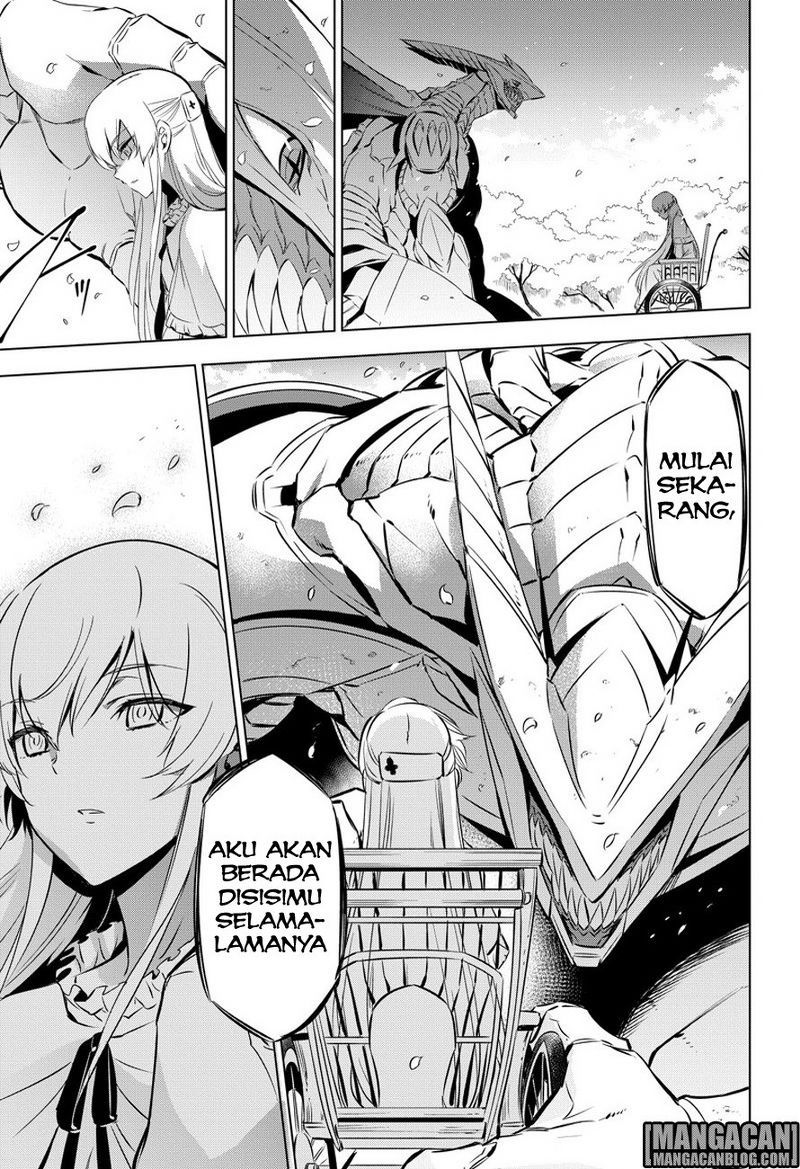 MULAI
SEKA-
RANG,
AKU AKAN
BERADA
DISISIMU
SELAMA-
LAMANYA
[MANGACAN]
MANGACANBLOG.COM